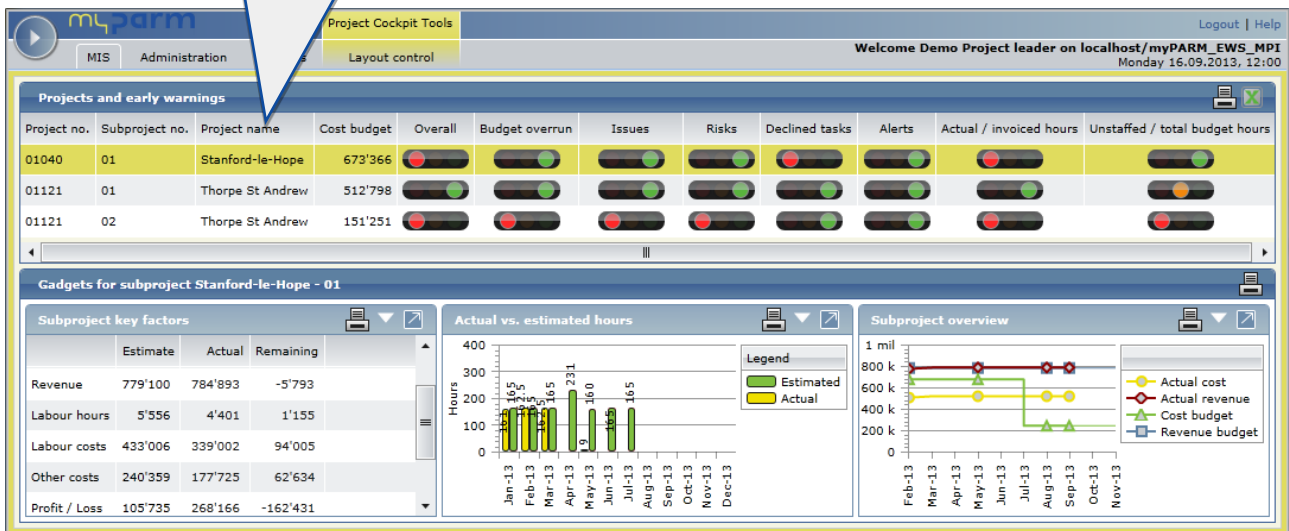 myparm
Project Cockpit Tools
Logout | Help
MIS Administration Layout control
Welcome Demo Project leader on localhost/myPARM_EWS_MPI
Monday 16.09.2013, 12:00
Projects and early warnings
Project no. Subproject no. Project name Cost budget Overall Budget overrun Issues Risks Declined tasks Alerts Actual / invoiced hours Unstaffed / total budget hours
01040 01 Stanford-le-Hope 673'366
01121 01 Thorpe St Andrew 512'798
01121 02 Thorpe St Andrew 151'251
Gadgets for subproject Stanford-le-Hope - 01
Subproject key factors
Estimate Actual Remaining
Revenue 779'100 784'893 -5'793
Labour hours 5'556 4'401 1'155
Labour costs 433'006 339'002 94'005
Other costs 240'359 177'725 62'634
Profit / Loss 105'735 268'166 -162'431
Actual vs. estimated hours
400
300
200
100
0
Hours
165
162.5
165
162.5
165
231
9
160
165
165
Jan-13 Feb-13 Mar-13 Apr-13 May-13 Jun-13 Jul-13 Aug-13 Sep-13 Oct-13 Nov-13 Dec-13
Legend
Estimated
Actual
Subproject overview
1 mil
800 k
600 k
400 k
200 k
0
Feb-13 Mar-13 Apr-13 May-13 Jun-13 Jul-13 Aug-13 Sep-13 Oct-13 Nov-13
Actual cost
Actual revenue
Cost budget
Revenue budget